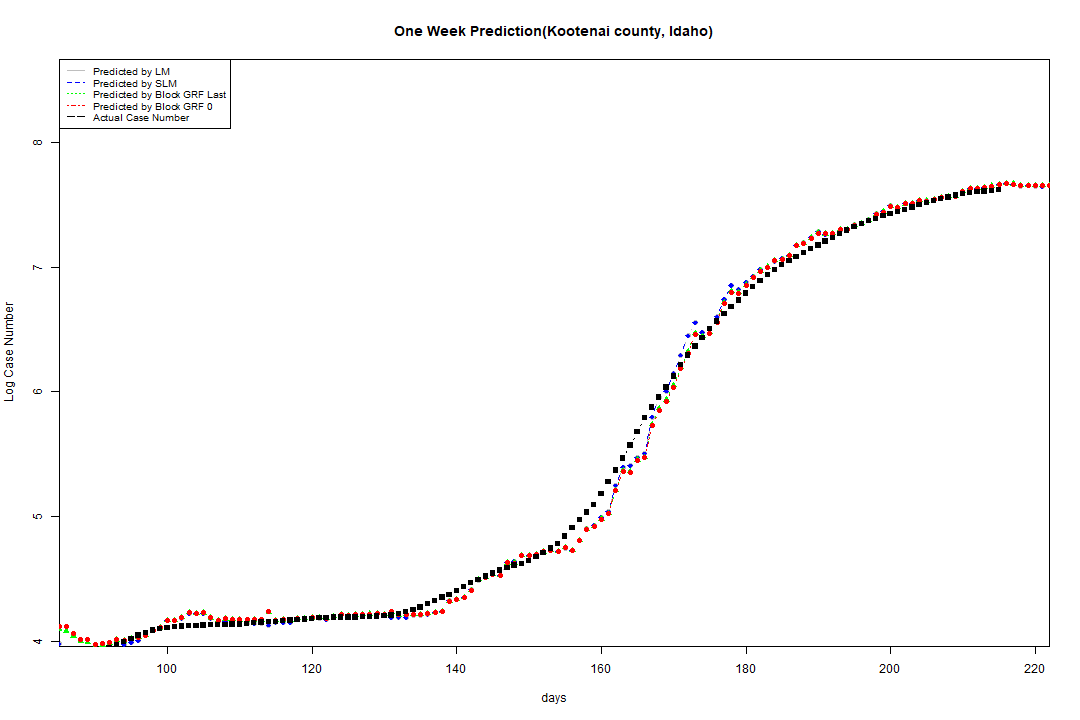 One Week Prediction(Kootenai county, Idaho)
Predicted by LM
Predicted by SLM
Predicted by Block GRF Last
Predicted by Block GRF 0
Actual Case Number
8
7
6
5
4
Log Case Number
100 120 140 160 180 200 220
days